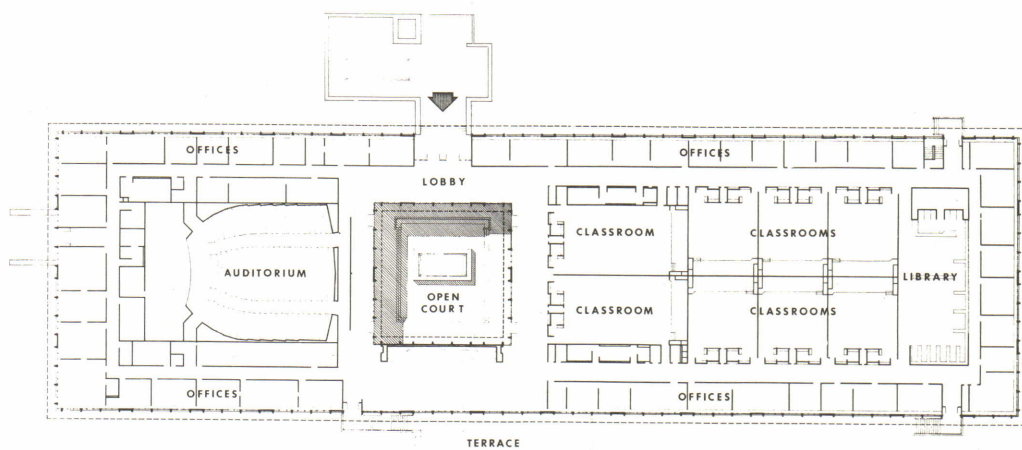 OFFICES
OFFICES
LOBBY
CLASSROOM
CLASSROOMS
AUDITORIUM
LIBRARY
OPEN
COURT
CLASSROOM
CLASSROOMS
OFFICES
OFFICES
TERRACE